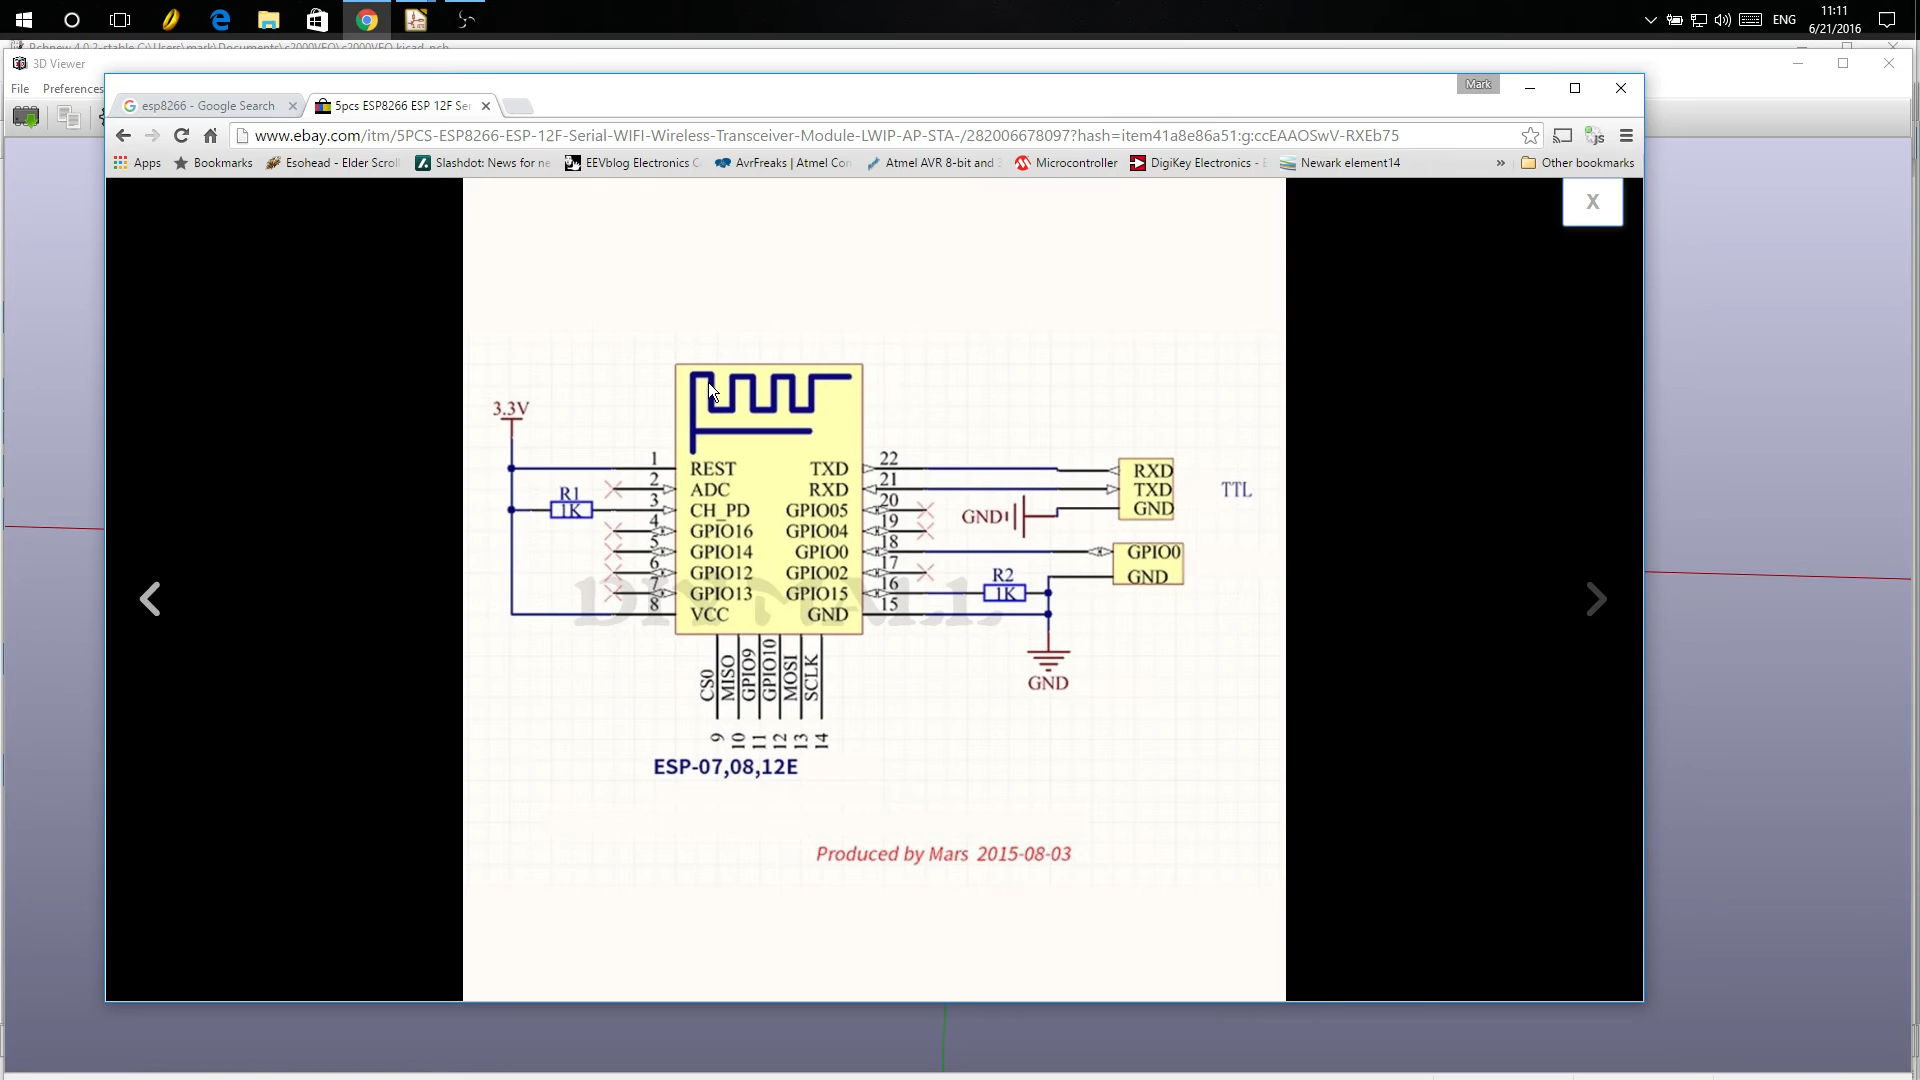 ENG
11:11
6/21/2016
3D Viewer
File Preferences
Mark
esp8266 - Google Search
5pcs ESP8266 ESP 12F Ser
www.ebay.com/itm/5PCS-ESP8266-ESP-12F-Serial-WIFI-Wireless-Transceiver-Module-LWIP-AP-STA-/282006678097?hash=item41a8e86a51:g:ccEAAOSwV-RXEb75
Apps Bookmarks Esohead - Elder Scroll Slashdot: News for ne EEVblog Electronics C AvrFreaks | Atmel Cor Atmel AVR 8-bit and Microcontroller DigiKey Electronics - Newark element14 » Other bookmarks
X
3.3V
1 REST TXD 22 RXD
2 ADC RXD 21 TXD TTL
R1 1K 3 CH_PD GPIO05 20 GND GND
4 GPIO16 GPIO04 19
5 GPIO14 GPIO0 18 GPIO0
6 GPIO12 GPIO02 17 R2 GND
7 GPIO13 GPIO15 16 1K
8 VCC GND 15
GND
CS0 MISO GPIO9 GPIO10 MOSI SCLK
9 10 11 12 13 14
ESP-07,08,12E
Produced by Mars 2015-08-03